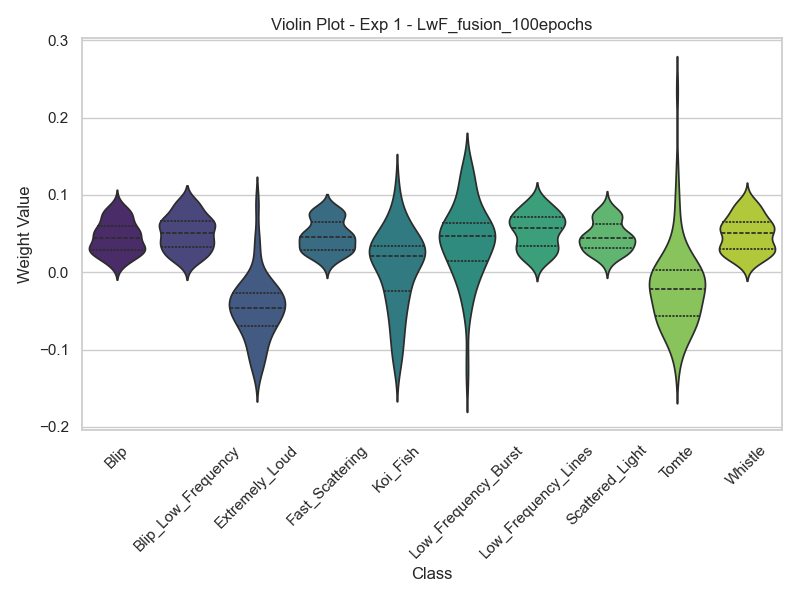 Violin Plot - Exp 1 - LwF_fusion_100epochs
Weight Value
0.3
0.2
0.1
0.0
−0.1
−0.2
Blip
Blip_Low_Frequency
Extremely_Loud
Fast_Scattering
Koi_Fish
Low_Frequency_Burst
Low_Frequency_Lines
Scattered_Light
Tomte
Whistle
Class